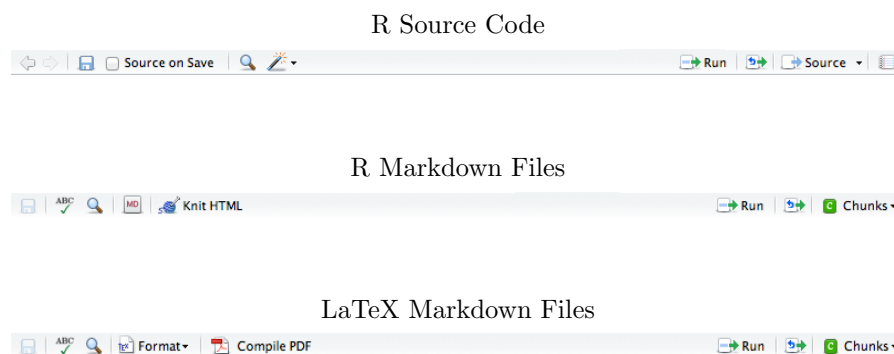 R Source Code
Source on Save Run Source
R Markdown Files
ABC MD Knit HTML Run C Chunks
LaTeX Markdown Files
ABC TEX Format Compile PDF Run C Chunks